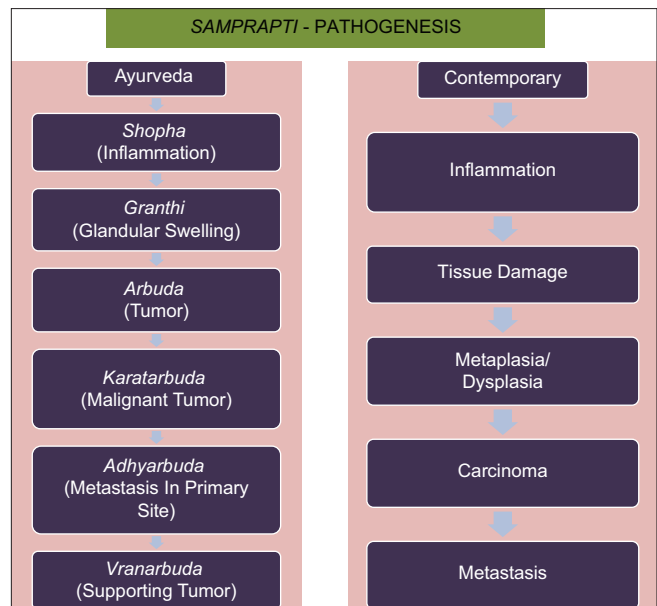 SAMPRAPTI - PATHOGENESIS
Ayurveda
Shopha
(Inflammation)
Granthi
(Glandular Swelling)
Arbuda
(Tumor)
Karatarbuda
(Malignant Tumor)
Adhyarbuda
(Metastasis In Primary
Site)
Vranarbuda
(Supporting Tumor)
Contemporary
Inflammation
Tissue Damage
Metaplasia/
Dysplasia
Carcinoma
Metastasis